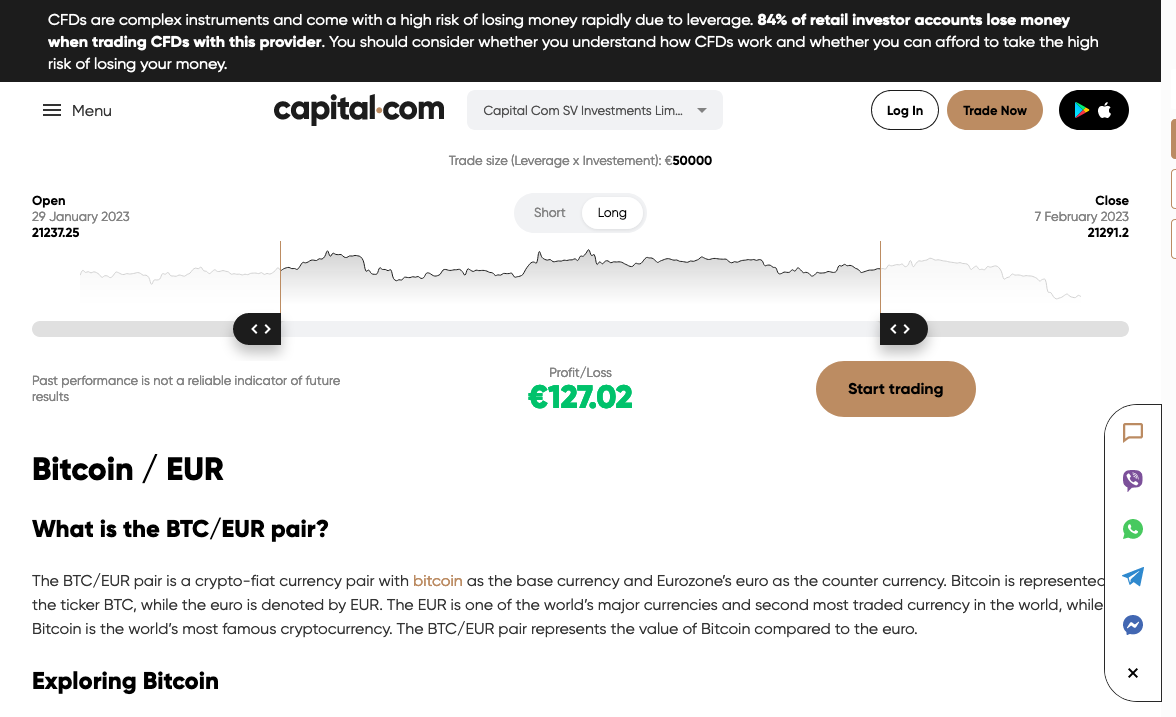 CFDs are complex instruments and come with a high risk of losing money rapidly due to leverage. 84% of retail investor accounts lose money
when trading CFDs with this provider. You should consider whether you understand how CFDs work and whether you can afford to take the high
risk of losing your money.
Menu
capital.com
Capital Com SV Investments Lim...
Log In
Trade Now
Trade size (Leverage x Investement): €50000
Open
29 January 2023
21237.25
Short
Long
Close
7 February 2023
21291.2
Past performance is not a reliable indicator of future
results
Profit/Loss
€127.02
Start trading
Bitcoin / EUR
What is the BTC/EUR pair?
The BTC/EUR pair is a crypto-fiat currency pair with bitcoin as the base currency and Eurozone’s euro as the counter currency. Bitcoin is represented
the ticker BTC, while the euro is denoted by EUR. The EUR is one of the world’s major currencies and second most traded currency in the world, while
Bitcoin is the world’s most famous cryptocurrency. The BTC/EUR pair represents the value of Bitcoin compared to the euro.
Exploring Bitcoin